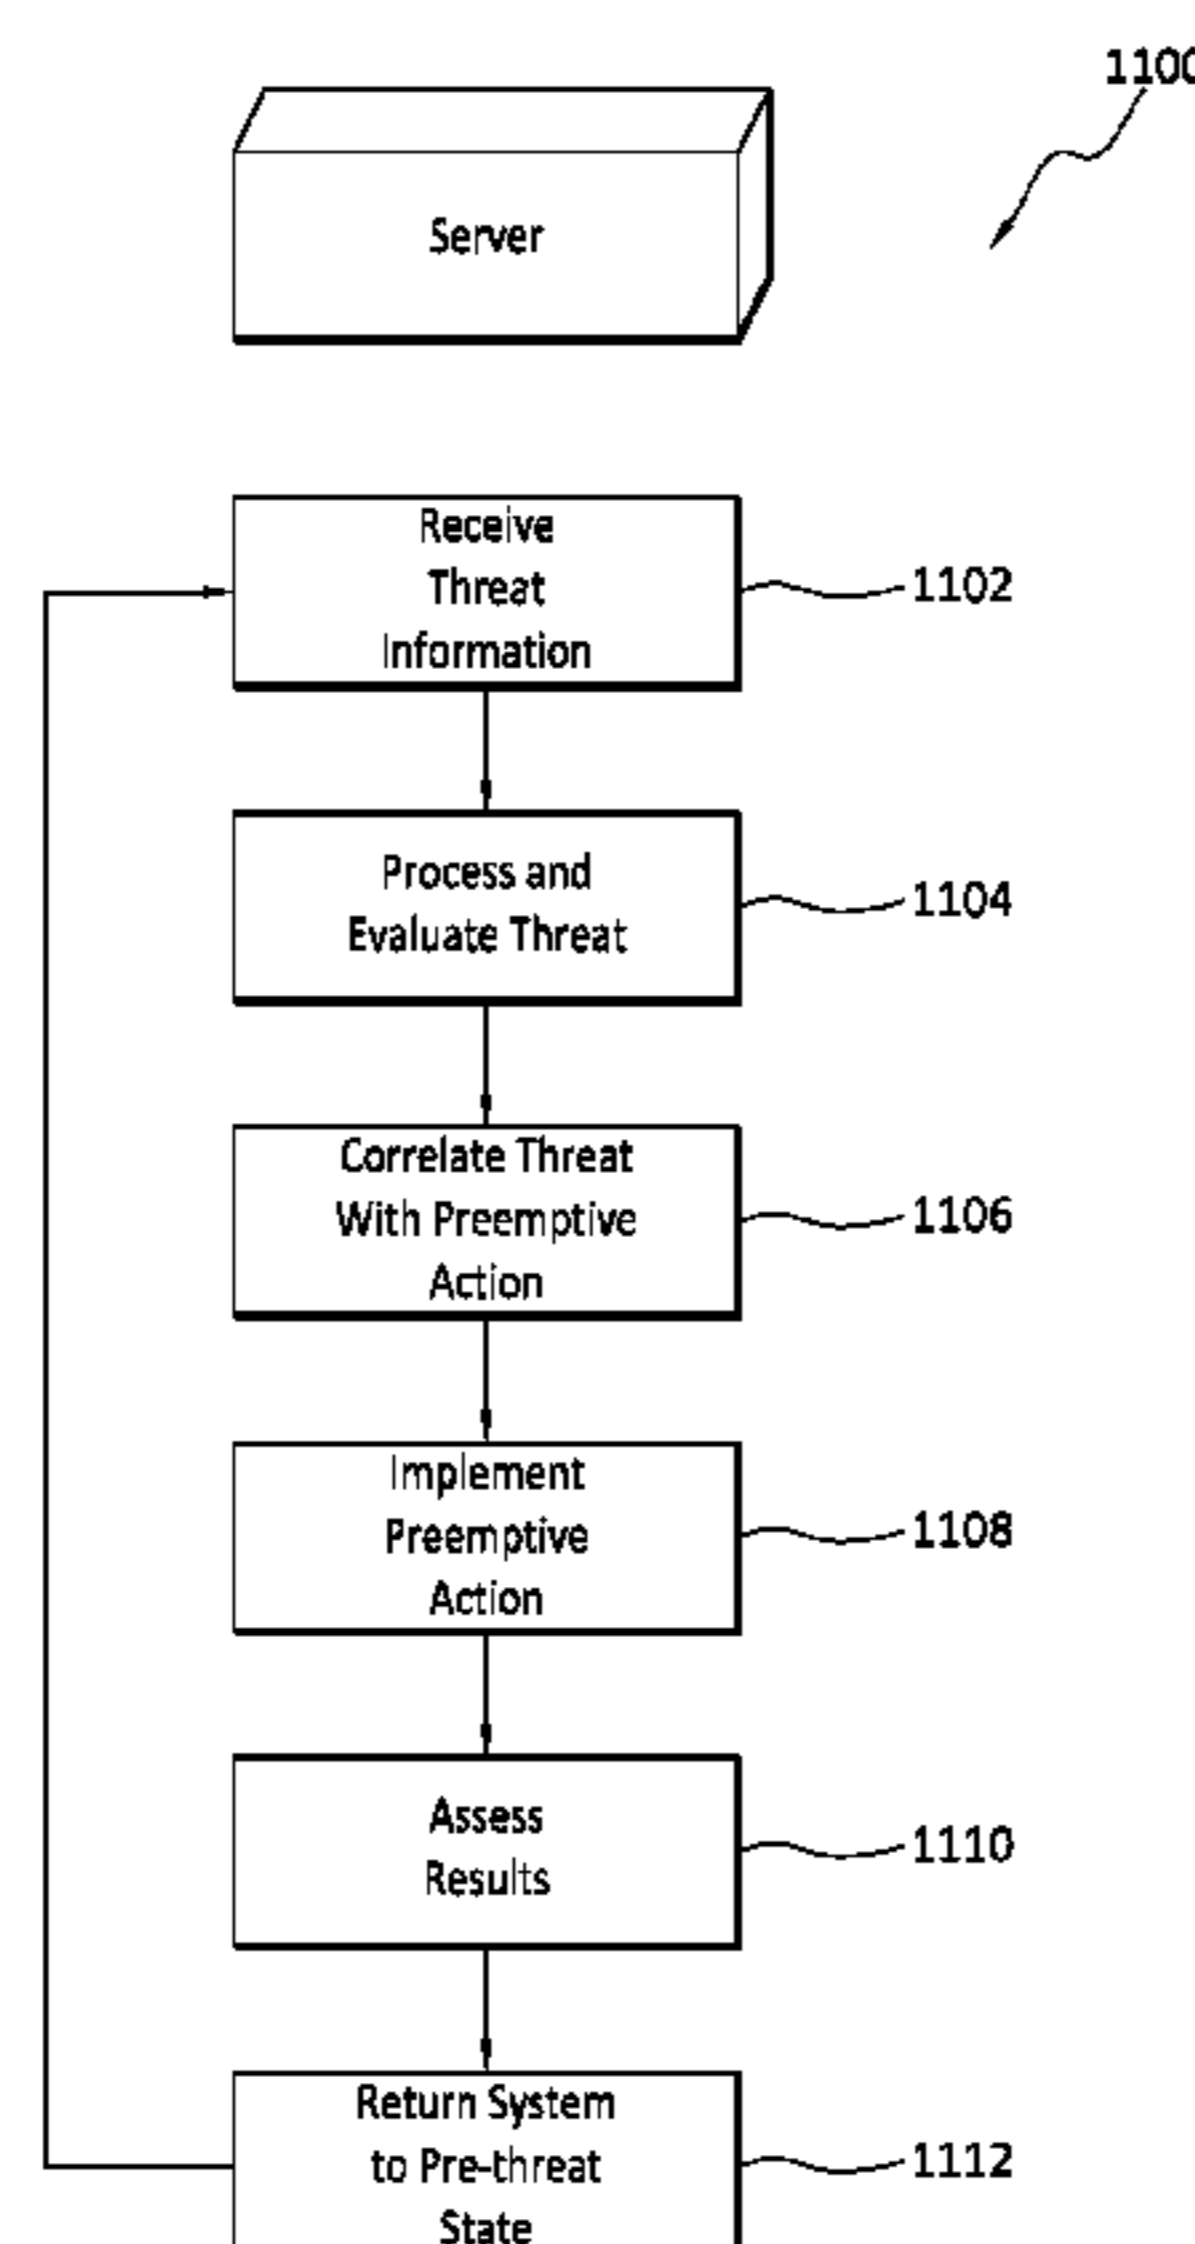 1100
Server
Receive
Threat
Information
1102
Process and
Evaluate Threat
1104
Correlate Threat
With Preemptive
Action
1106
Implement
Preemptive
Action
1108
Assess
Results
1110
Return System
to Pre-threat
State
1112